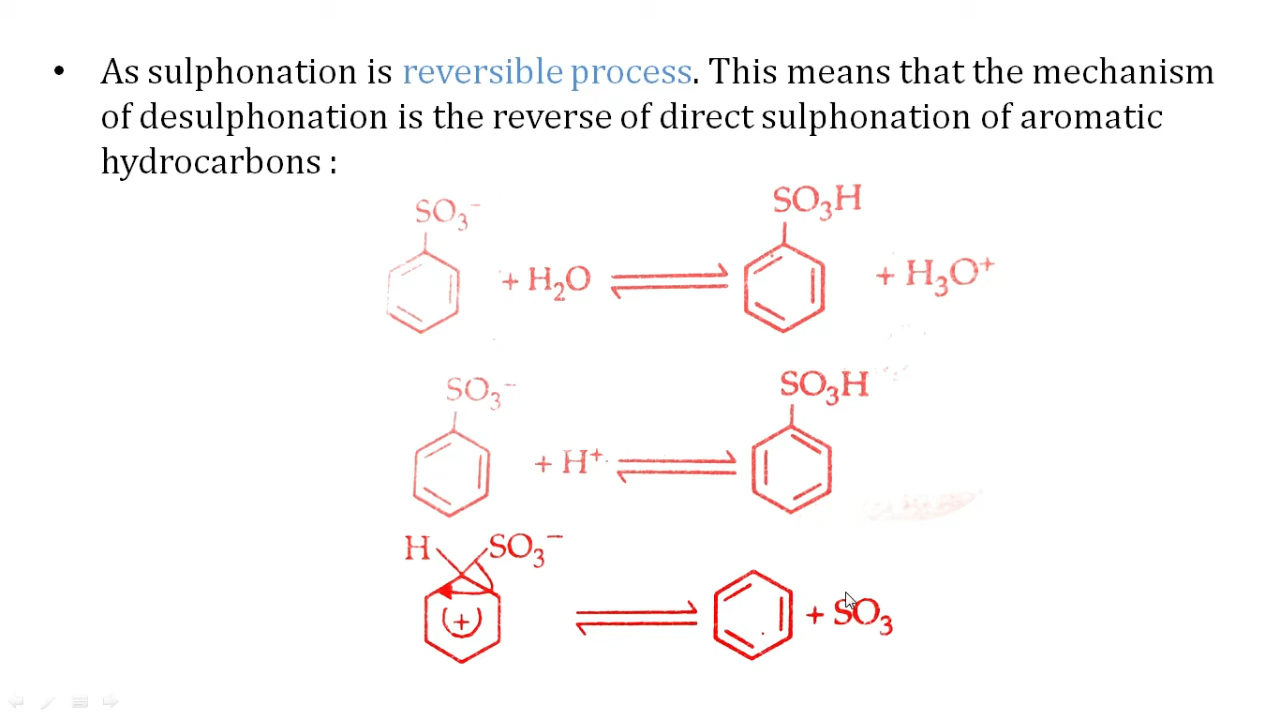 • As sulphonation is reversible process. This means that the mechanism
of desulphonation is the reverse of direct sulphonation of aromatic
hydrocarbons :
SO₃⁻ SO₃H
+ H₂O + H₃O⁺
SO₃⁻ SO₃H
+ H⁺
H SO₃⁻
(+) + SO₃